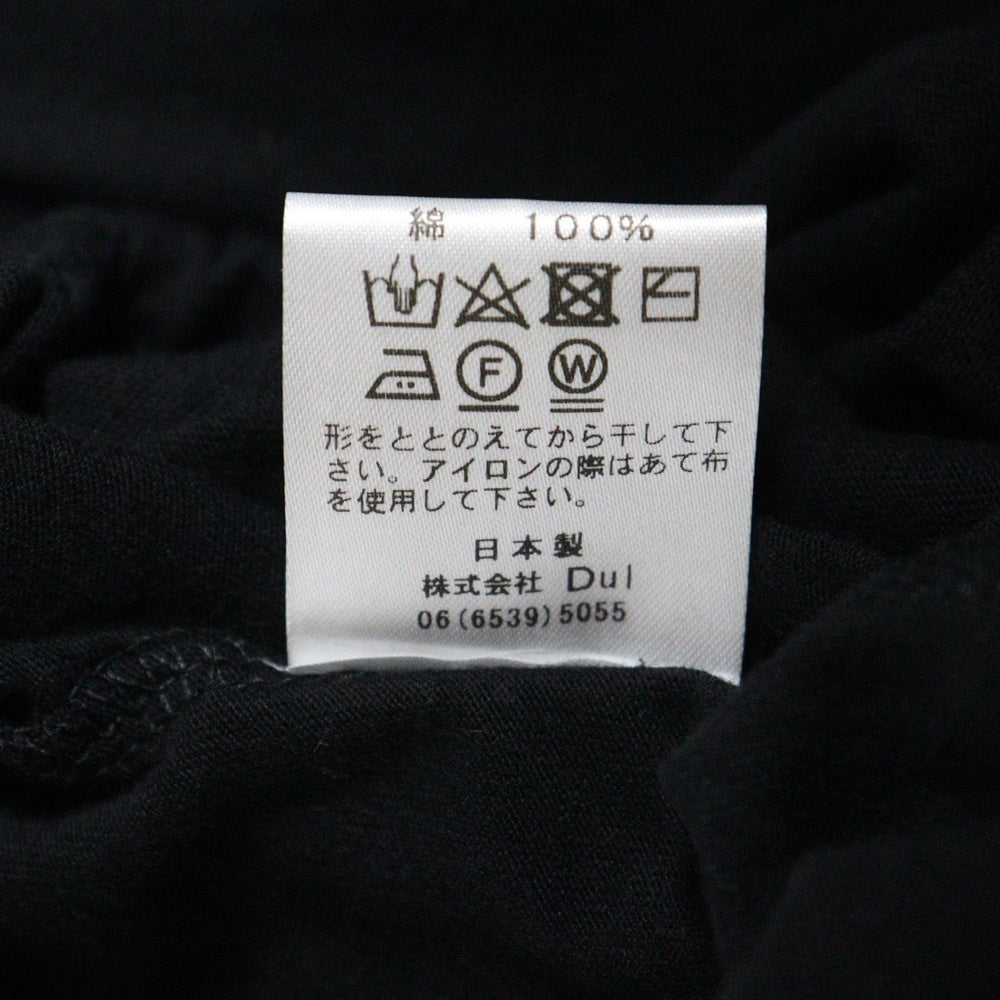 綿 100%
F W
形をととのえてから干して下
さい。アイロンの際はあて布
を使用して下さい。
日本製
株式会社 Dul
06(6539)5055